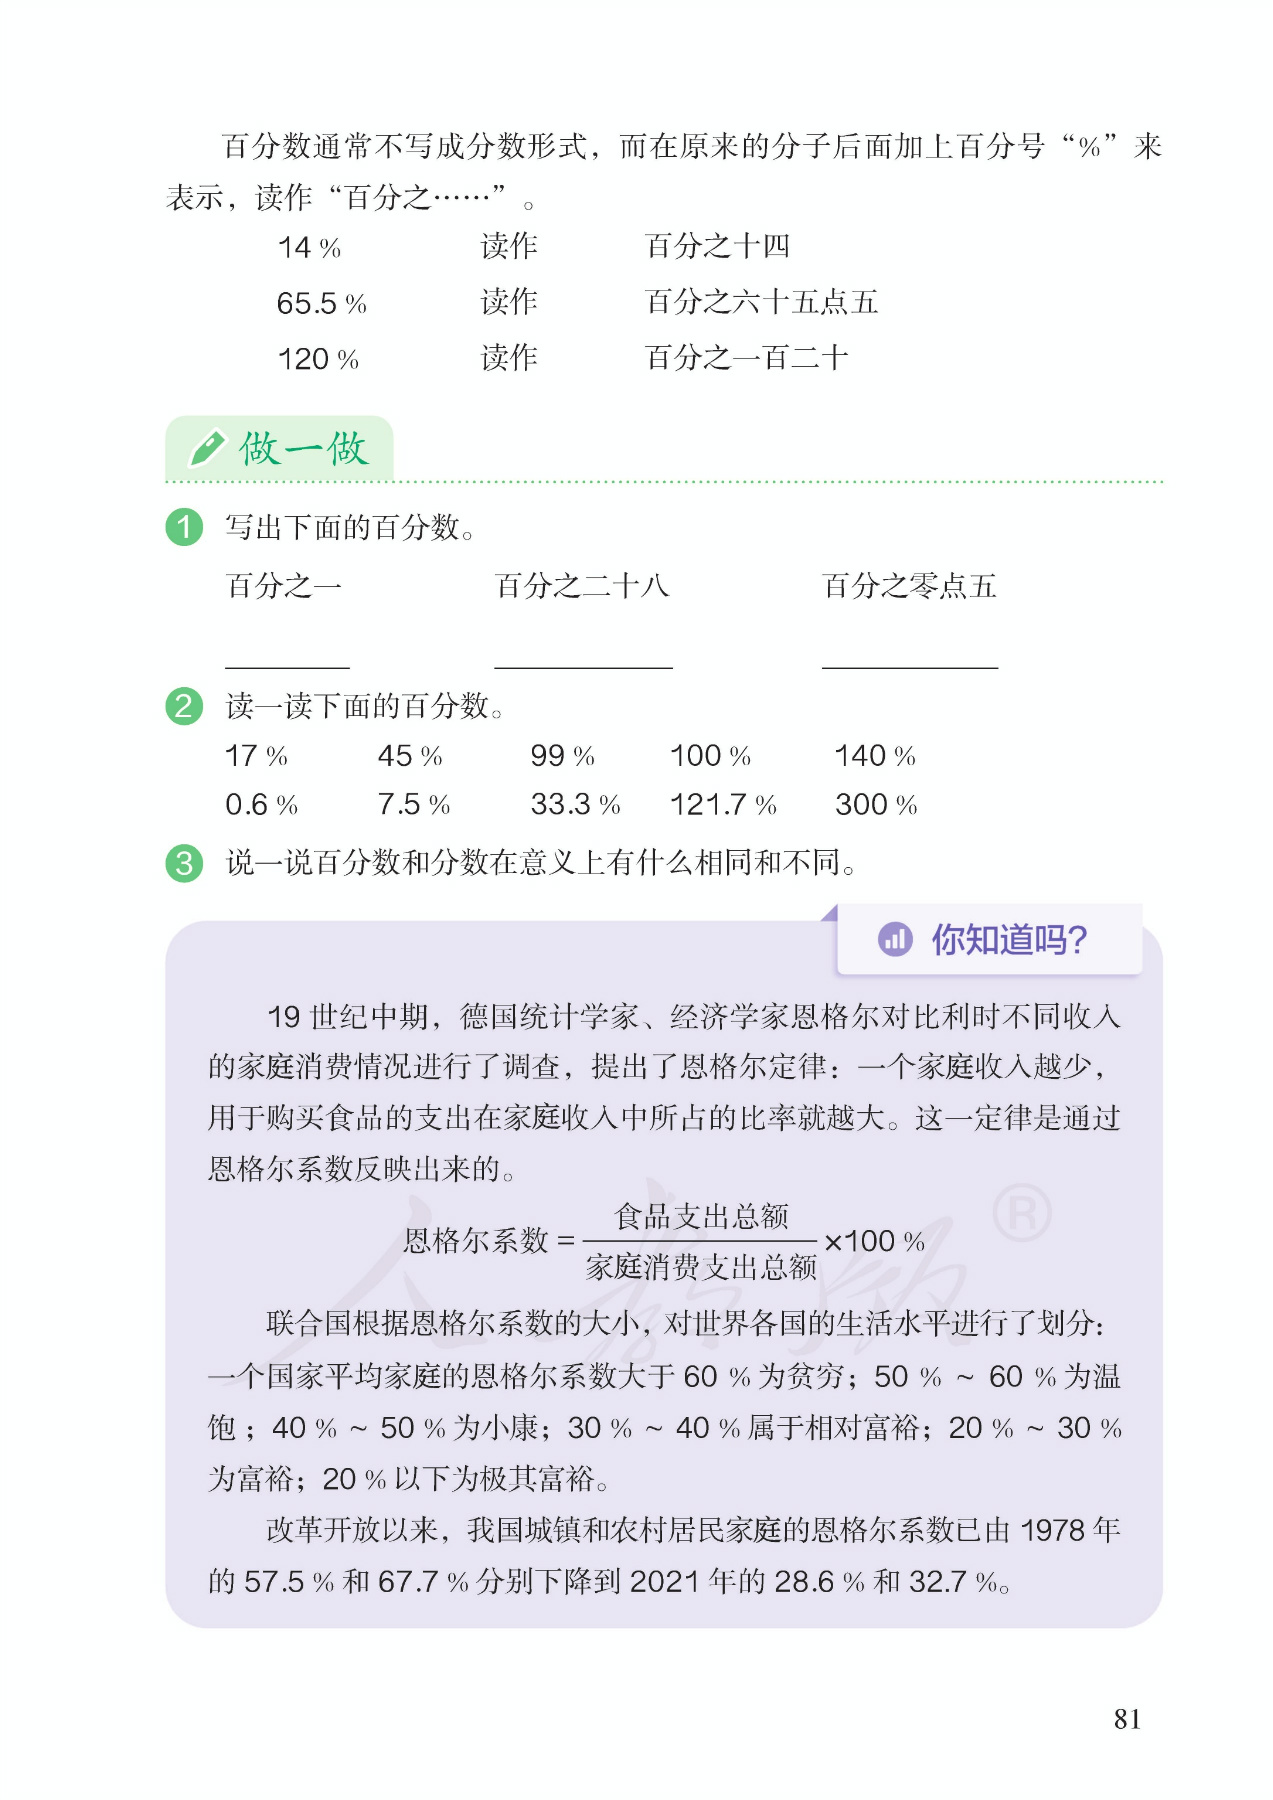 百分数通常不写成分数形式，而在原来的分子后面加上百分号“%”来
表示，读作“百分之……”。
14 % 读作 百分之十四
65.5 % 读作 百分之六十五点五
120 % 读作 百分之一百二十
做一做
1 写出下面的百分数。
百分之一 百分之二十八 百分之零点五
2 读一读下面的百分数。
17 % 45 % 99 % 100 % 140 %
0.6 % 7.5 % 33.3 % 121.7 % 300 %
3 说一说百分数和分数在意义上有什么相同和不同。
你知道吗？
19 世纪中期，德国统计学家、经济学家恩格尔对比利时不同收入
的家庭消费情况进行了调查，提出了恩格尔定律：一个家庭收入越少，
用于购买食品的支出在家庭收入中所占的比率就越大。这一定律是通过
恩格尔系数反映出来的。
恩格尔系数 = 食品支出总额 / 家庭消费支出总额 ×100 %
联合国根据恩格尔系数的大小，对世界各国的生活水平进行了划分：
一个国家平均家庭的恩格尔系数大于 60 % 为贫穷；50 % ~ 60 % 为温
饱；40 % ~ 50 % 为小康；30 % ~ 40 % 属于相对富裕；20 % ~ 30 %
为富裕；20 % 以下为极其富裕。
改革开放以来，我国城镇和农村居民家庭的恩格尔系数已由 1978 年
的 57.5 % 和 67.7 % 分别下降到 2021 年的 28.6 % 和 32.7 %。
人教版®
81